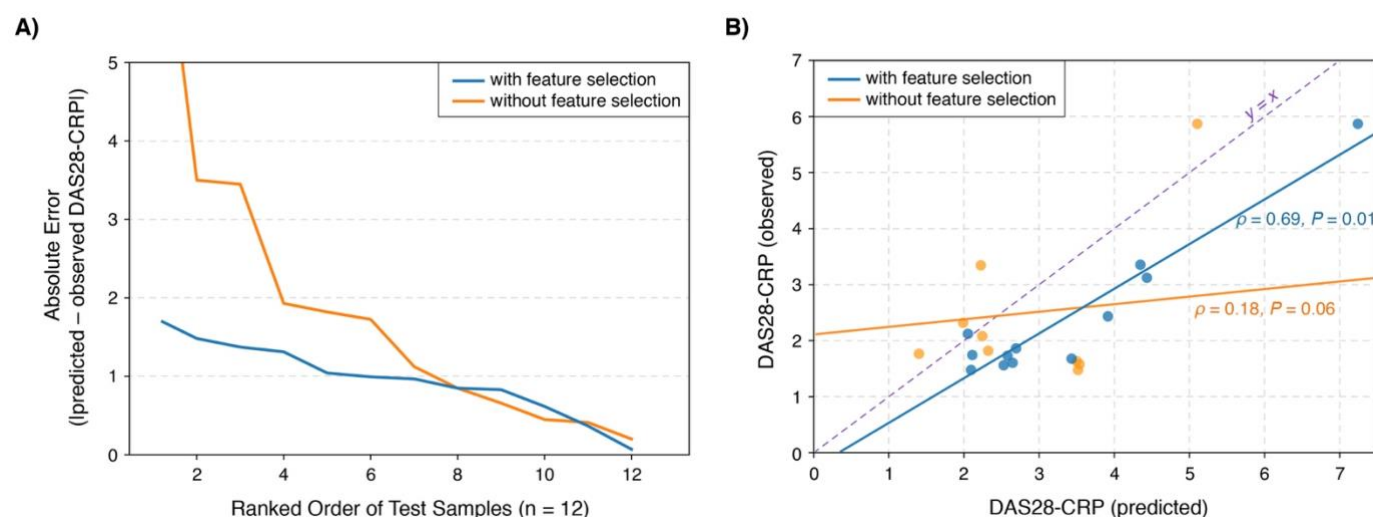 A)
5
4
3
2
1
0
with feature selection
without feature selection
Absolute Error
(|predicted – observed DAS28-CRP|)
2
4
6
8
10
12
Ranked Order of Test Samples (n = 12)
B)
7
6
5
4
3
2
1
0
with feature selection
without feature selection
y = x
ρ = 0.69, P = 0.01
ρ = 0.18, P = 0.06
DAS28-CRP (observed)
0
1
2
3
4
5
6
7
DAS28-CRP (predicted)